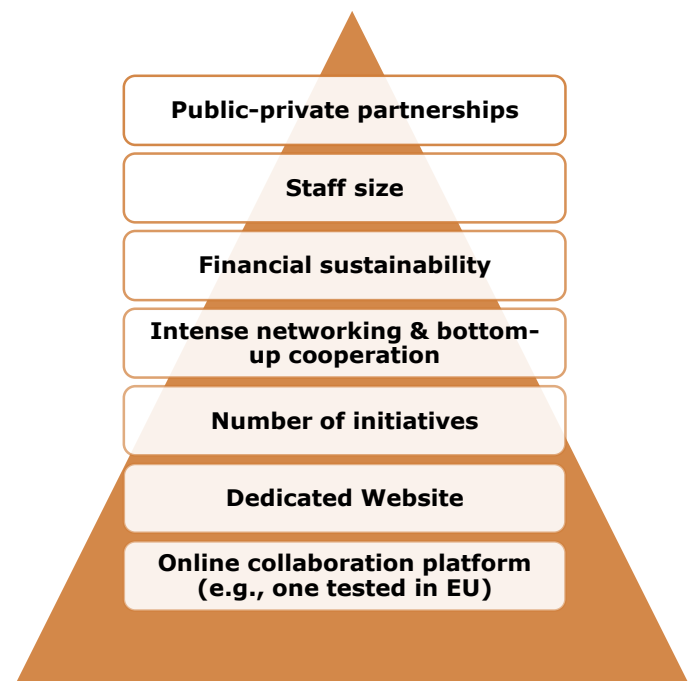 Public-private partnerships
Staff size
Financial sustainability
Intense networking & bottom-
up cooperation
Number of initiatives
Dedicated Website
Online collaboration platform
(e.g., one tested in EU)